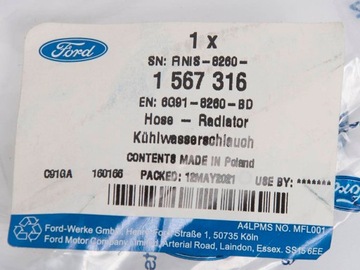 Ford
1 x
SN: RNIS-8260-
1 567 316
EN: 6G91-8260-BD
Hose - Radiator
Kühlwasserschlauch
CONTENTS MADE IN Poland
C91GA 160166 PACKED: 12MAY2021 USE BY: *******
A4LPMS NO. MFL001
Ford-Werke GmbH, Henry-Ford-Straße 1, 50735 Köln
Ford Motor Company Limited, Arterial Road, Laindon, Essex. SS15 6EE